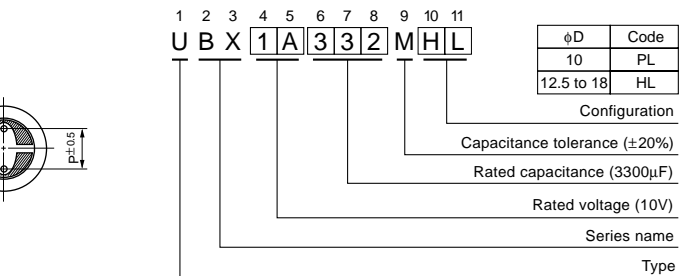 1 2 3 4 5 6 7 8 9 10 11
U B X 1 A 3 3 2 M H L
φD Code
10 PL
12.5 to 18 HL
Configuration
Capacitance tolerance (±20%)
Rated capacitance (3300µF)
Rated voltage (10V)
Series name
Type
P±0.5